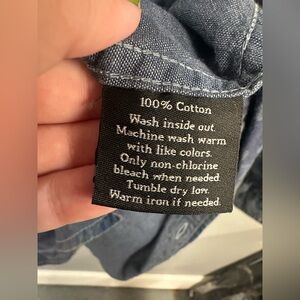 100% Cotton
Wash inside out.
Machine wash warm
with like colors.
Only non-chlorine
bleach when needed.
Tumble dry low.
Warm iron if needed.